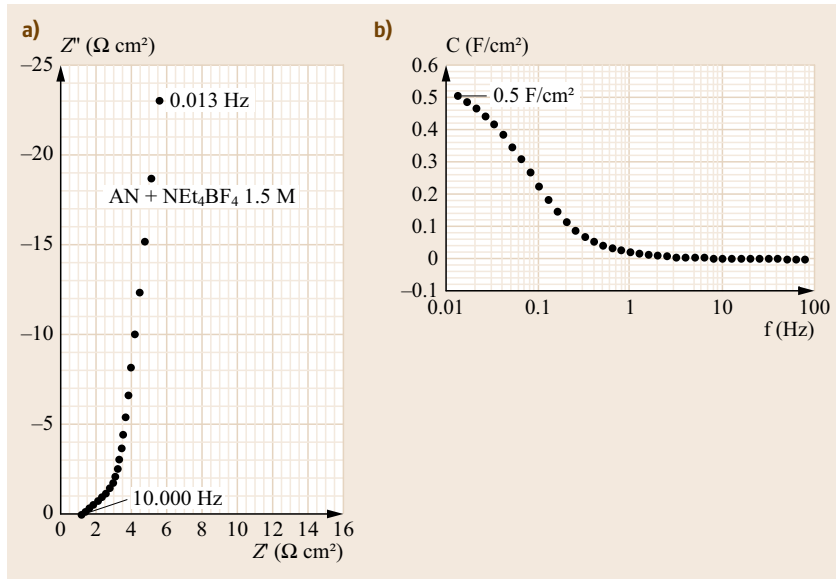 a)
Z" (Ω cm²)
–25
–20
–15
–10
–5
0
0.013 Hz
AN + NEt₄BF₄ 1.5 M
10.000 Hz
0 2 4 6 8 10 12 14 16
Z' (Ω cm²)
b)
C (F/cm²)
0.6
0.5
0.4
0.3
0.2
0.1
0
–0.1
0.5 F/cm²
0.01 0.1 1 10 100
f (Hz)